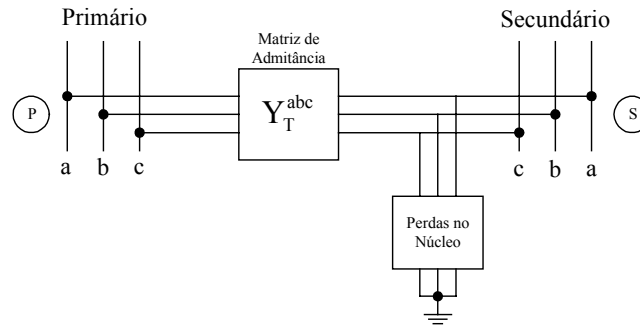 Primário
Secundário
Matriz de
Admitância
Y_T^abc
P
S
a b c
c b a
Perdas no
Núcleo